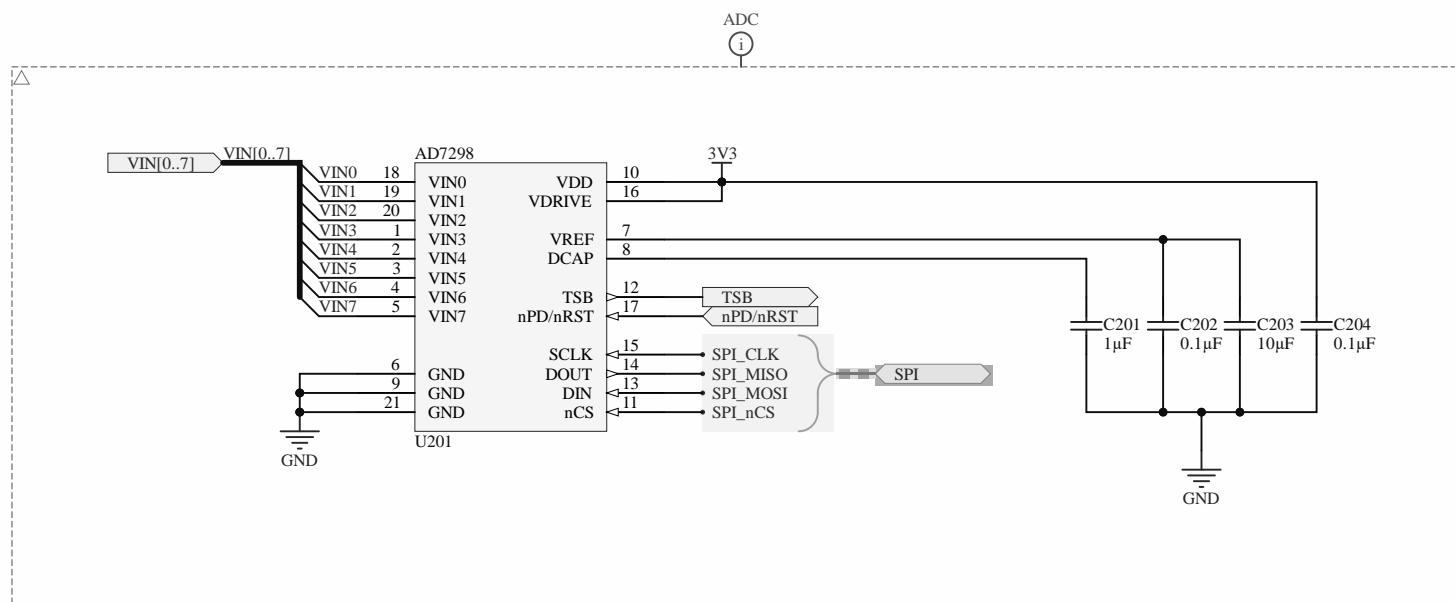 ADC
i
VIN[0..7]
VIN[0..7]
AD7298
U201
VIN0 18 VIN0
VIN1 19 VIN1
VIN2 20 VIN2
VIN3 1 VIN3
VIN4 2 VIN4
VIN5 3 VIN5
VIN6 4 VIN6
VIN7 5 VIN7
6 GND
9 GND
21 GND
GND
3V3
VDD 10
VDRIVE 16
VREF 7
DCAP 8
TSB 12 TSB
nPD/nRST 17 nPD/nRST
SCLK 15 SPI_CLK
DOUT 14 SPI_MISO
DIN 13 SPI_MOSI
nCS 11 SPI_nCS
SPI
C201
1µF
C202
0.1µF
C203
10µF
C204
0.1µF
GND